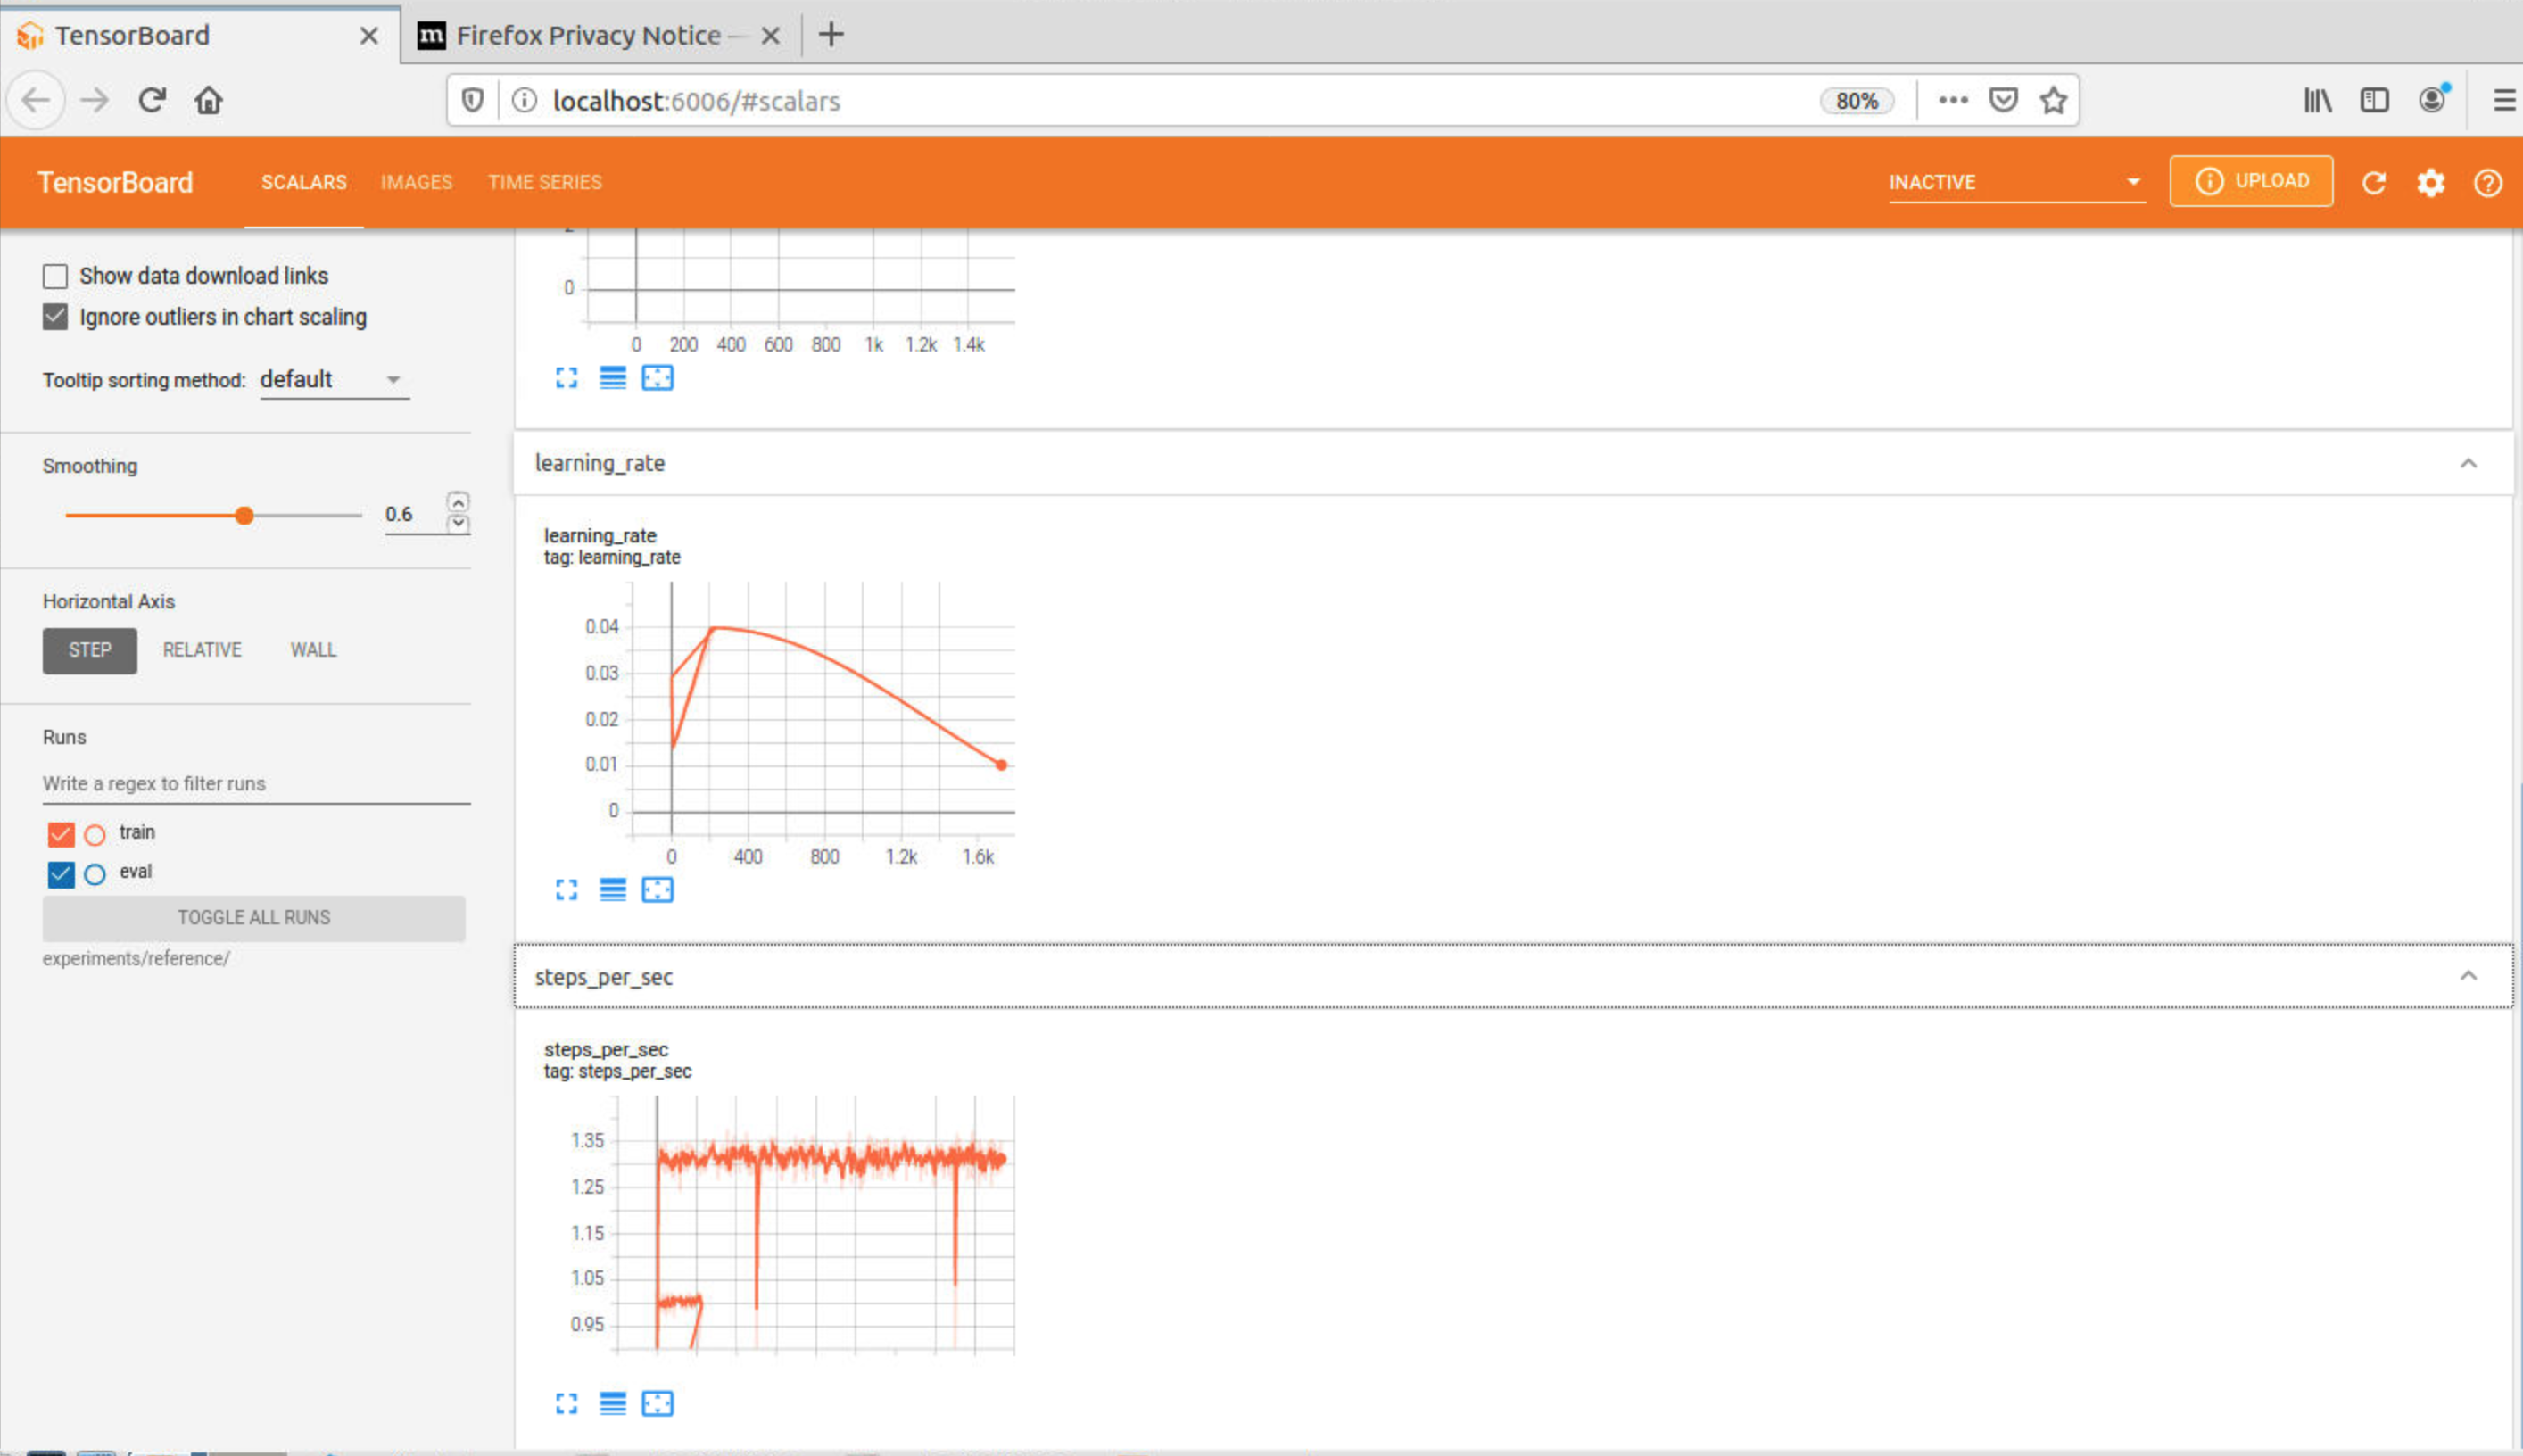 TensorBoard
Firefox Privacy Notice —
localhost:6006/#scalars
80%
TensorBoard
SCALARS
IMAGES
TIME SERIES
INACTIVE
UPLOAD
Show data download links
Ignore outliers in chart scaling
Tooltip sorting method: default
Smoothing
0.6
Horizontal Axis
STEP
RELATIVE
WALL
Runs
Write a regex to filter runs
train
eval
TOGGLE ALL RUNS
experiments/reference/
0
0 200 400 600 800 1k 1.2k 1.4k
learning_rate
learning_rate
tag: learning_rate
0.04
0.03
0.02
0.01
0
0 400 800 1.2k 1.6k
steps_per_sec
steps_per_sec
tag: steps_per_sec
1.35
1.25
1.15
1.05
0.95